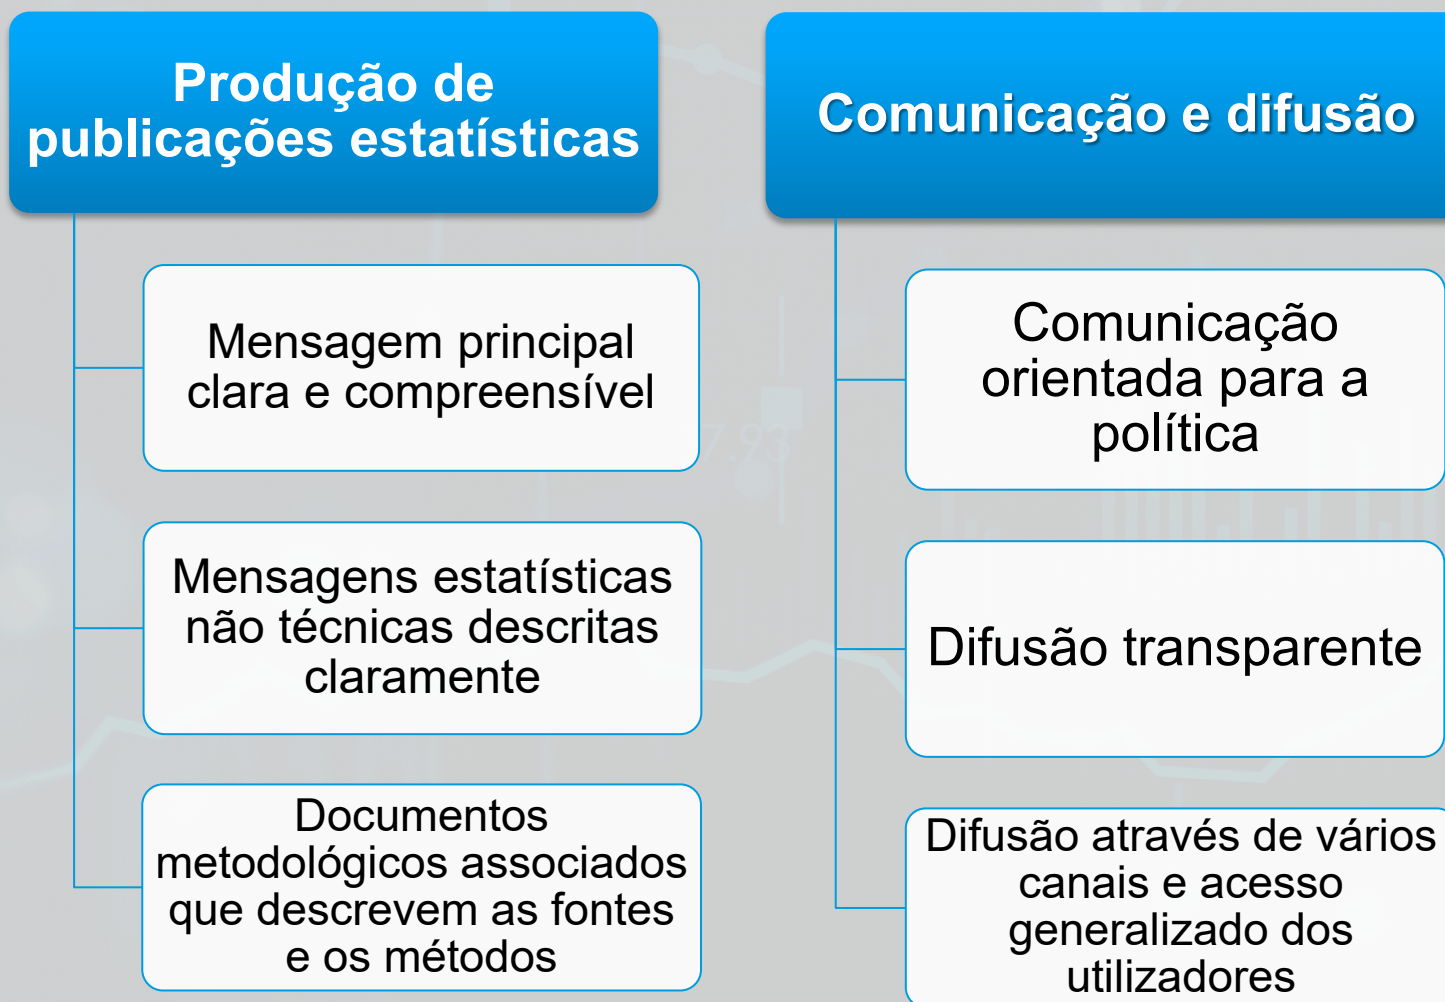 Produção de
publicações estatísticas
Mensagem principal
clara e compreensível
Mensagens estatísticas
não técnicas descritas
claramente
Documentos
metodológicos associados
que descrevem as fontes
e os métodos
Comunicação e difusão
Comunicação
orientada para a
política
Difusão transparente
Difusão através de vários
canais e acesso
generalizado dos
utilizadores
7.93